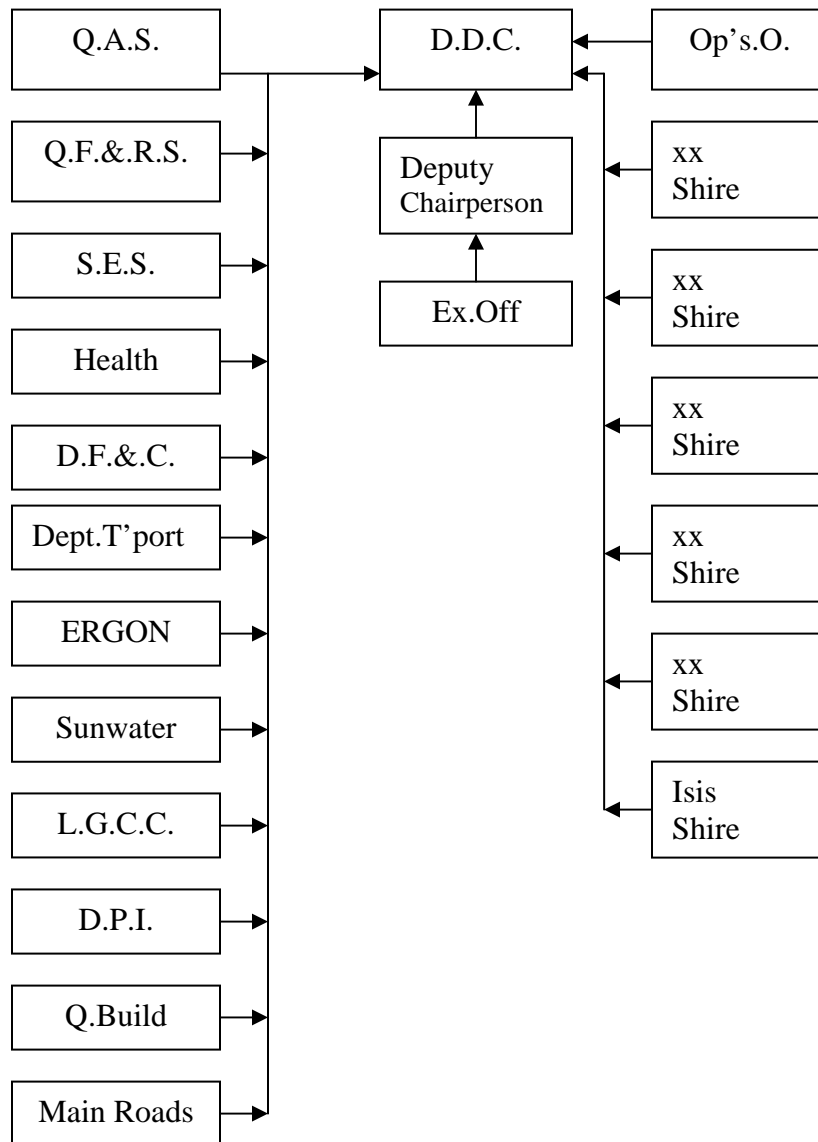 Q.A.S.
D.D.C.
Op’s.O.
Q.F.&.R.S.
Deputy
Chairperson
xx
Shire
S.E.S.
Ex.Off
xx
Shire
Health
D.F.&.C.
xx
Shire
Dept.T’port
xx
Shire
ERGON
xx
Shire
Sunwater
L.G.C.C.
Isis
Shire
D.P.I.
Q.Build
Main Roads